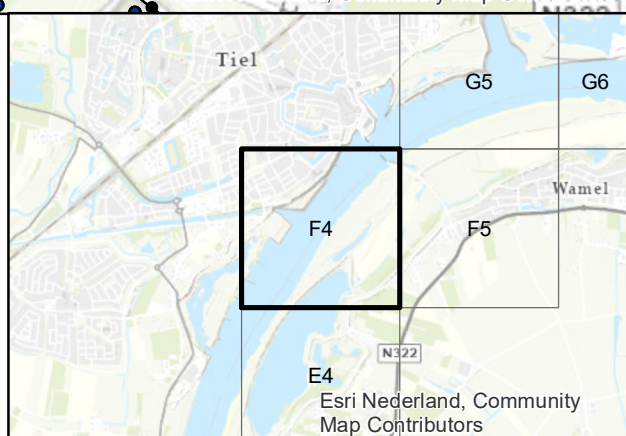 Tiel
G5
G6
Wamel
F4
F5
N322
E4
Esri Nederland, Community
Map Contributors